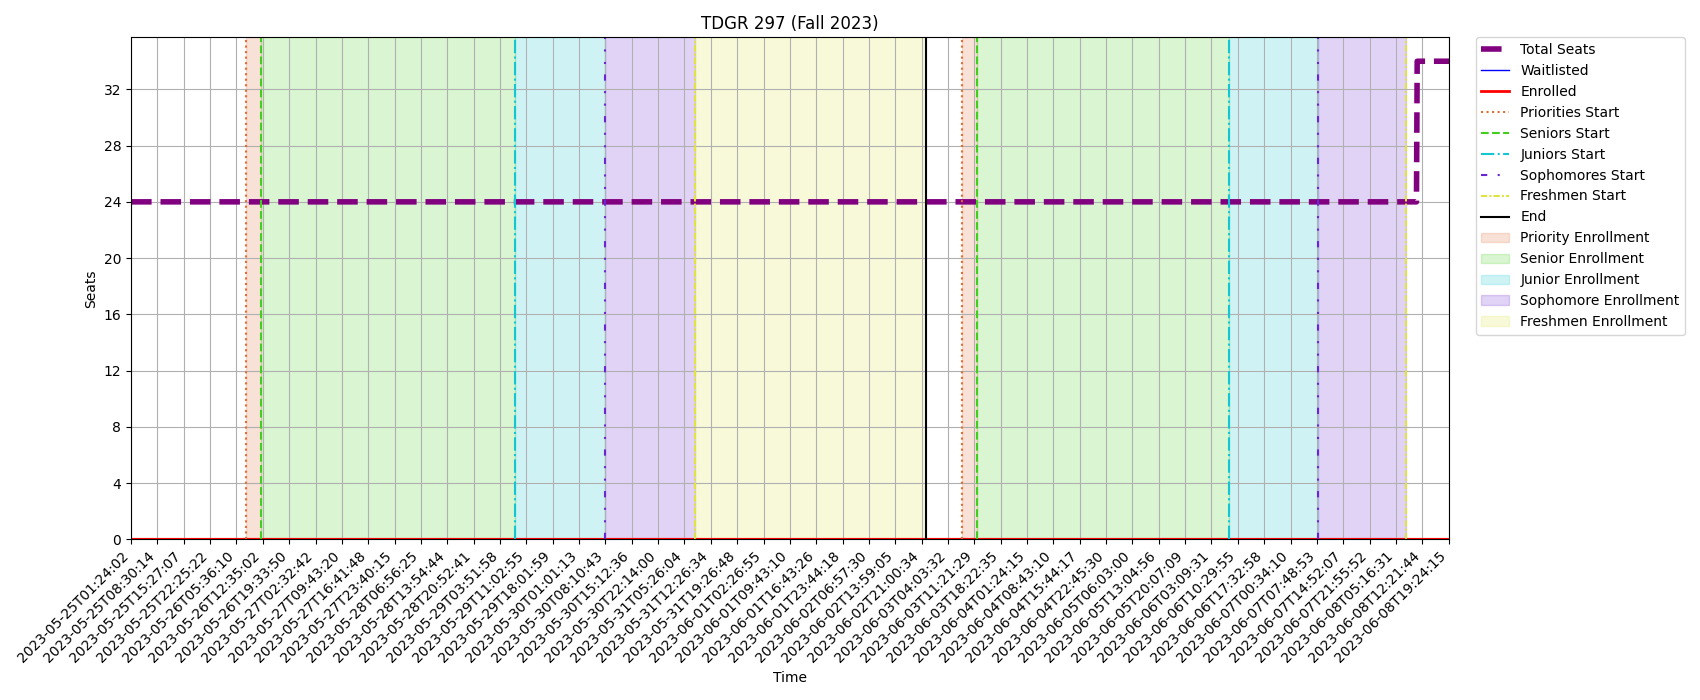 TDGR 297 (Fall 2023)
Seats
32
28
24
20
16
12
8
4
0
2023-05-25T01:24:02
2023-05-25T08:30:14
2023-05-25T15:27:07
2023-05-25T22:25:22
2023-05-26T05:36:10
2023-05-26T12:35:02
2023-05-26T19:33:50
2023-05-27T02:32:42
2023-05-27T09:43:20
2023-05-27T16:41:48
2023-05-27T23:40:15
2023-05-28T06:56:25
2023-05-28T13:54:44
2023-05-28T20:52:41
2023-05-29T03:51:58
2023-05-29T11:02:55
2023-05-29T18:01:59
2023-05-30T01:01:13
2023-05-30T08:10:43
2023-05-30T15:12:36
2023-05-30T22:14:00
2023-05-31T05:26:04
2023-05-31T12:26:34
2023-05-31T19:26:48
2023-06-01T02:26:55
2023-06-01T09:43:10
2023-06-01T16:43:26
2023-06-01T23:44:18
2023-06-02T06:57:30
2023-06-02T13:59:05
2023-06-02T21:00:34
2023-06-03T04:03:32
2023-06-03T11:21:29
2023-06-03T18:22:35
2023-06-04T01:24:15
2023-06-04T08:43:10
2023-06-04T15:44:17
2023-06-04T22:45:30
2023-06-05T06:03:00
2023-06-05T13:04:56
2023-06-05T20:07:09
2023-06-06T03:09:31
2023-06-06T10:29:55
2023-06-06T17:32:58
2023-06-07T00:34:10
2023-06-07T07:48:53
2023-06-07T14:52:07
2023-06-07T21:55:52
2023-06-08T05:16:31
2023-06-08T12:21:44
2023-06-08T19:24:15
Time
Total Seats
Waitlisted
Enrolled
Priorities Start
Seniors Start
Juniors Start
Sophomores Start
Freshmen Start
End
Priority Enrollment
Senior Enrollment
Junior Enrollment
Sophomore Enrollment
Freshmen Enrollment